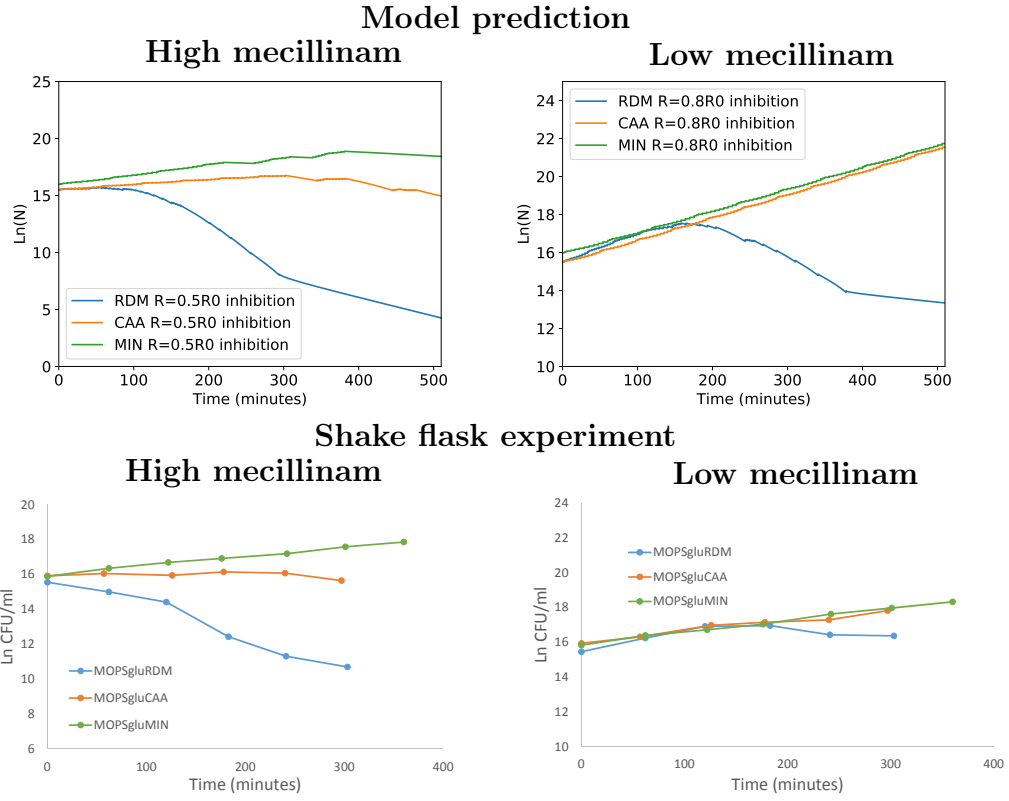 Model prediction
High mecillinam
Low mecillinam
25
20
15
10
5
0
Ln(N)
RDM R=0.5R0 inhibition
CAA R=0.5R0 inhibition
MIN R=0.5R0 inhibition
0 100 200 300 400 500
Time (minutes)
24
22
20
18
16
14
12
10
Ln(N)
RDM R=0.8R0 inhibition
CAA R=0.8R0 inhibition
MIN R=0.8R0 inhibition
0 100 200 300 400 500
Time (minutes)
Shake flask experiment
High mecillinam
Low mecillinam
20
18
16
14
12
10
8
6
Ln CFU/ml
MOPSgluRDM
MOPSgluCAA
MOPSgluMIN
0 100 200 300 400
Time (minutes)
24
22
20
18
16
14
12
10
Ln CFU/ml
MOPSgluRDM
MOPSgluCAA
MOPSgluMIN
0 100 200 300 400
Time (minutes)